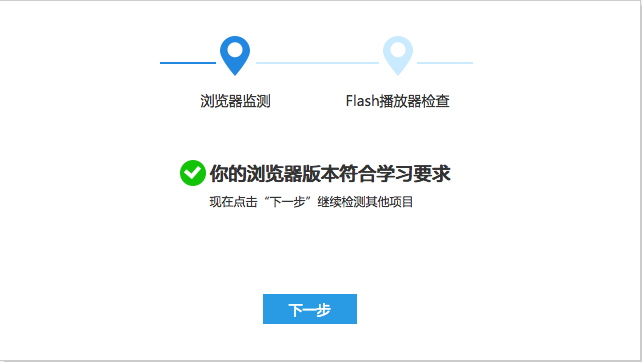 浏览器监测
Flash播放器检查
你的浏览器版本符合学习要求
现在点击“下一步”继续检测其他项目
下一步